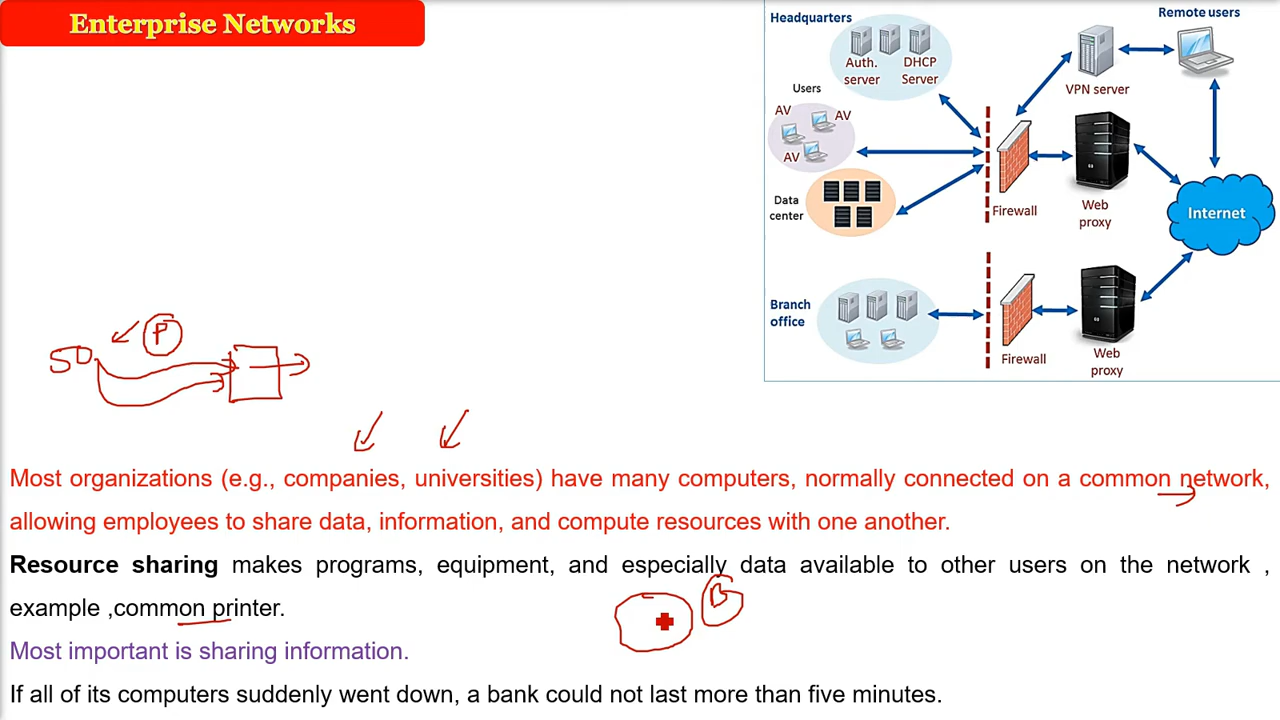 Enterprise Networks
Headquarters
Remote users
Auth. server
DHCP Server
VPN server
Users
AV
AV
AV
Data center
Firewall
Web proxy
Internet
Branch office
Firewall
Web proxy
P
50
Most organizations (e.g., companies, universities) have many computers, normally connected on a common network,
allowing employees to share data, information, and compute resources with one another.
Resource sharing makes programs, equipment, and especially data available to other users on the network ,
example ,common printer.
Most important is sharing information.
If all of its computers suddenly went down, a bank could not last more than five minutes.